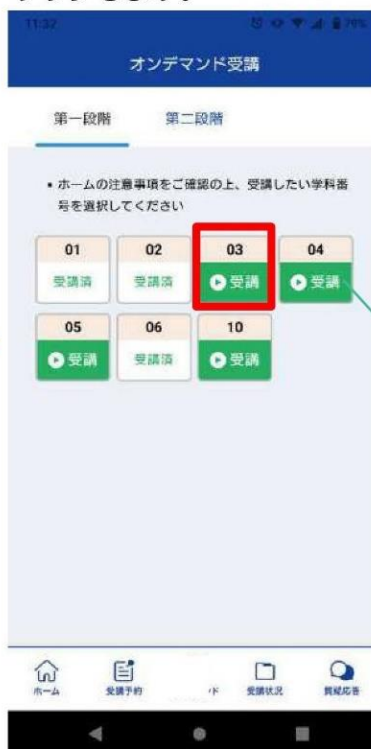 11:32
79%
オンデマンド受講
第一段階 第二段階
• ホームの注意事項をご確認の上、受講したい学科番
号を選択してください
01 02 03 04
受講済 受講済 受講 受講
05 06 10
受講 受講済 受講
ホーム 受講予約 ド 受講状況 質疑応答